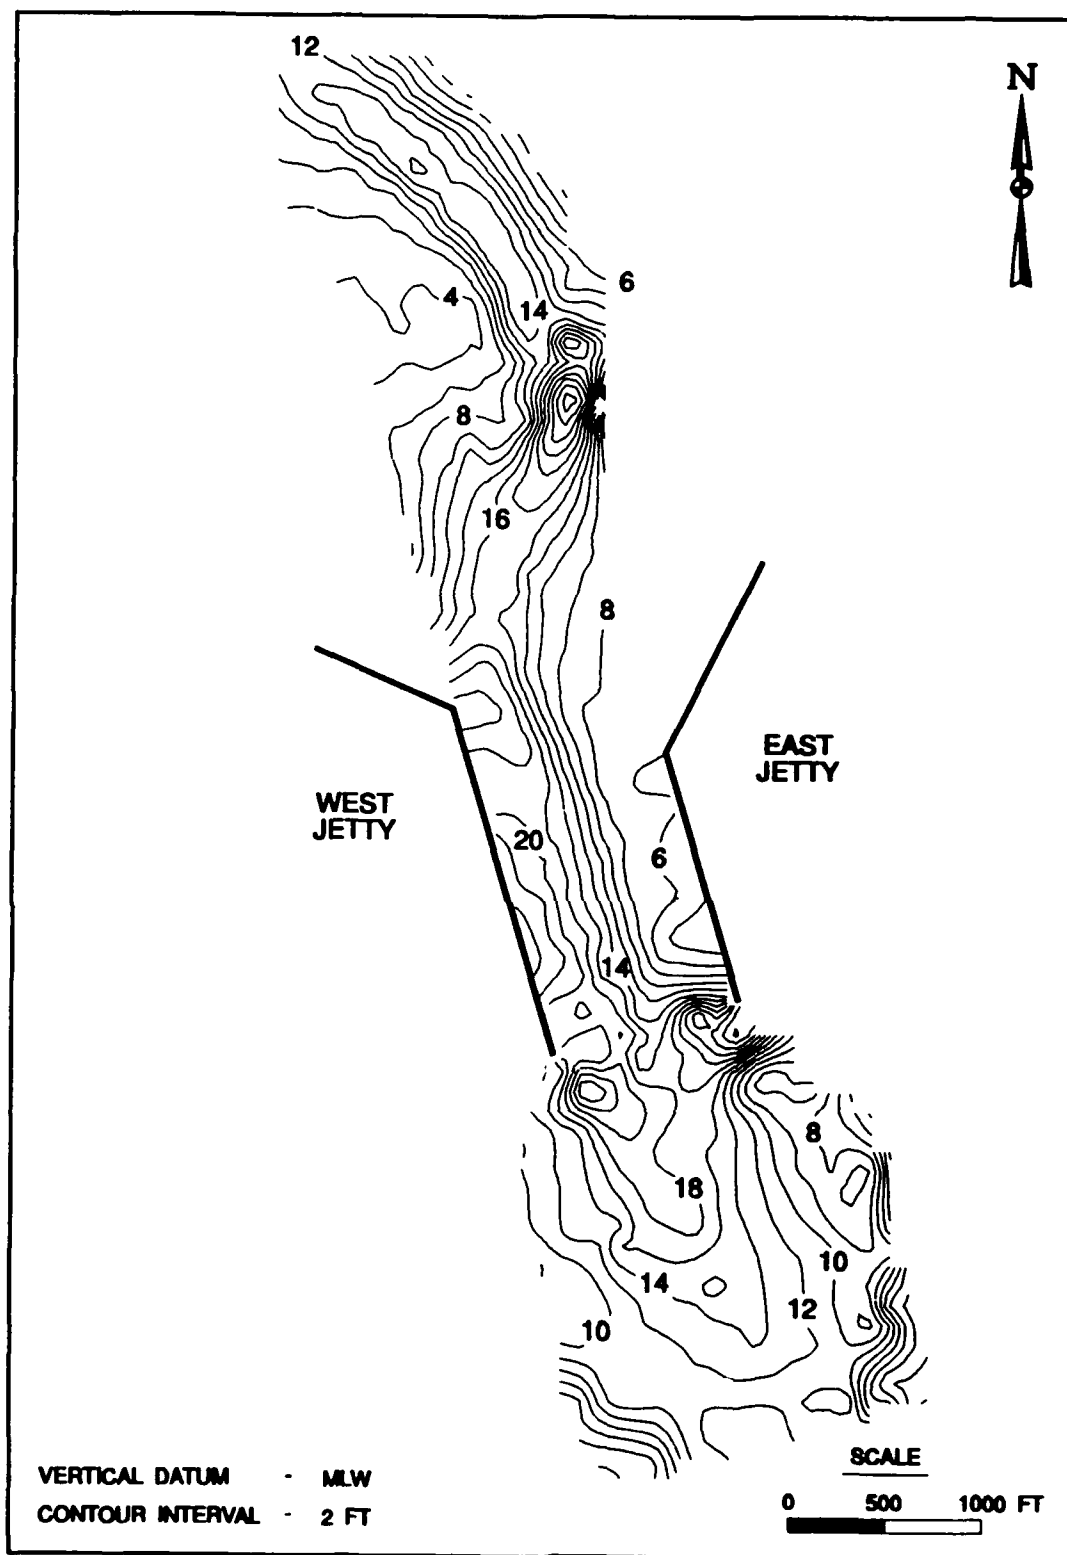 12
N
6
4
14
8
16
8
EAST
JETTY
WEST
JETTY
20
6
14
8
18
10
14
12
10
SCALE
VERTICAL DATUM - MLW
CONTOUR INTERVAL - 2 FT
0 500 1000 FT